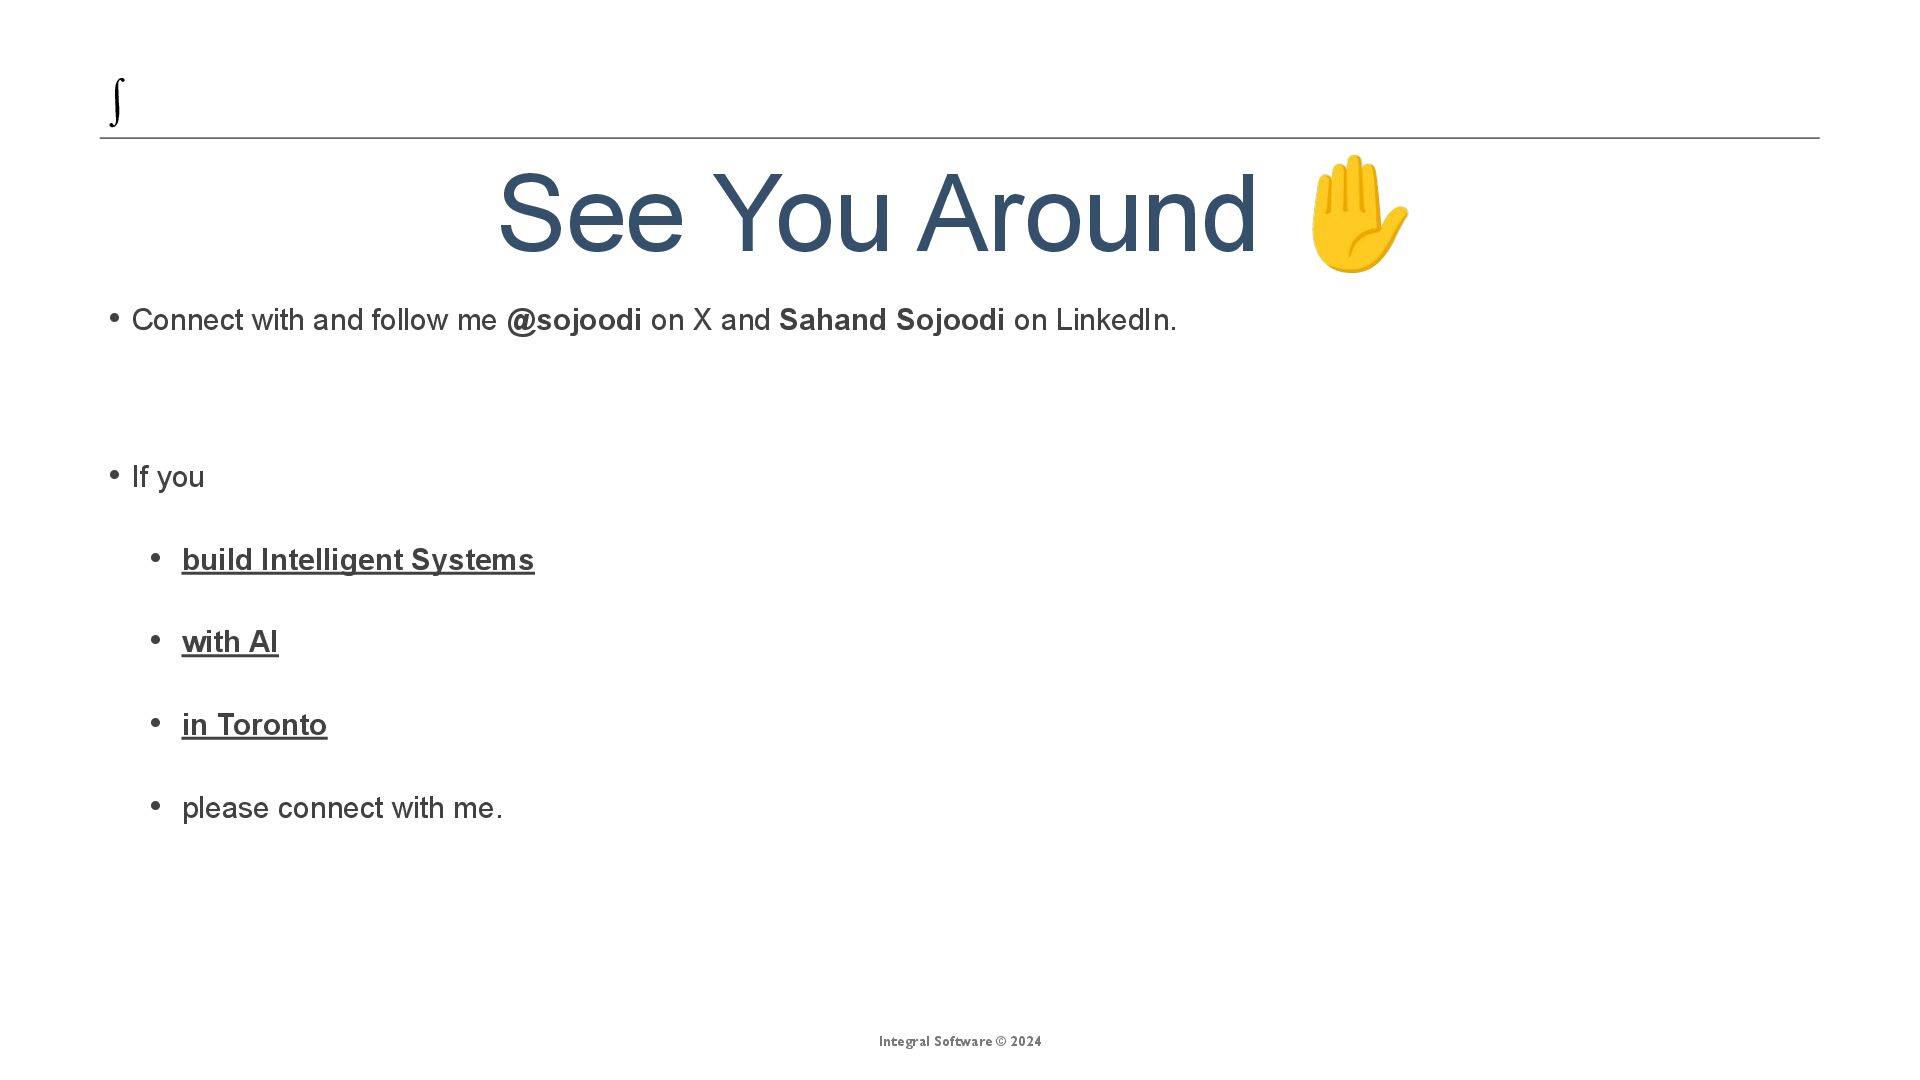 ∫
See You Around ✋
• Connect with and follow me @sojoodi on X and Sahand Sojoodi on LinkedIn.
• If you
• build Intelligent Systems
• with AI
• in Toronto
• please connect with me.
Integral Software © 2024